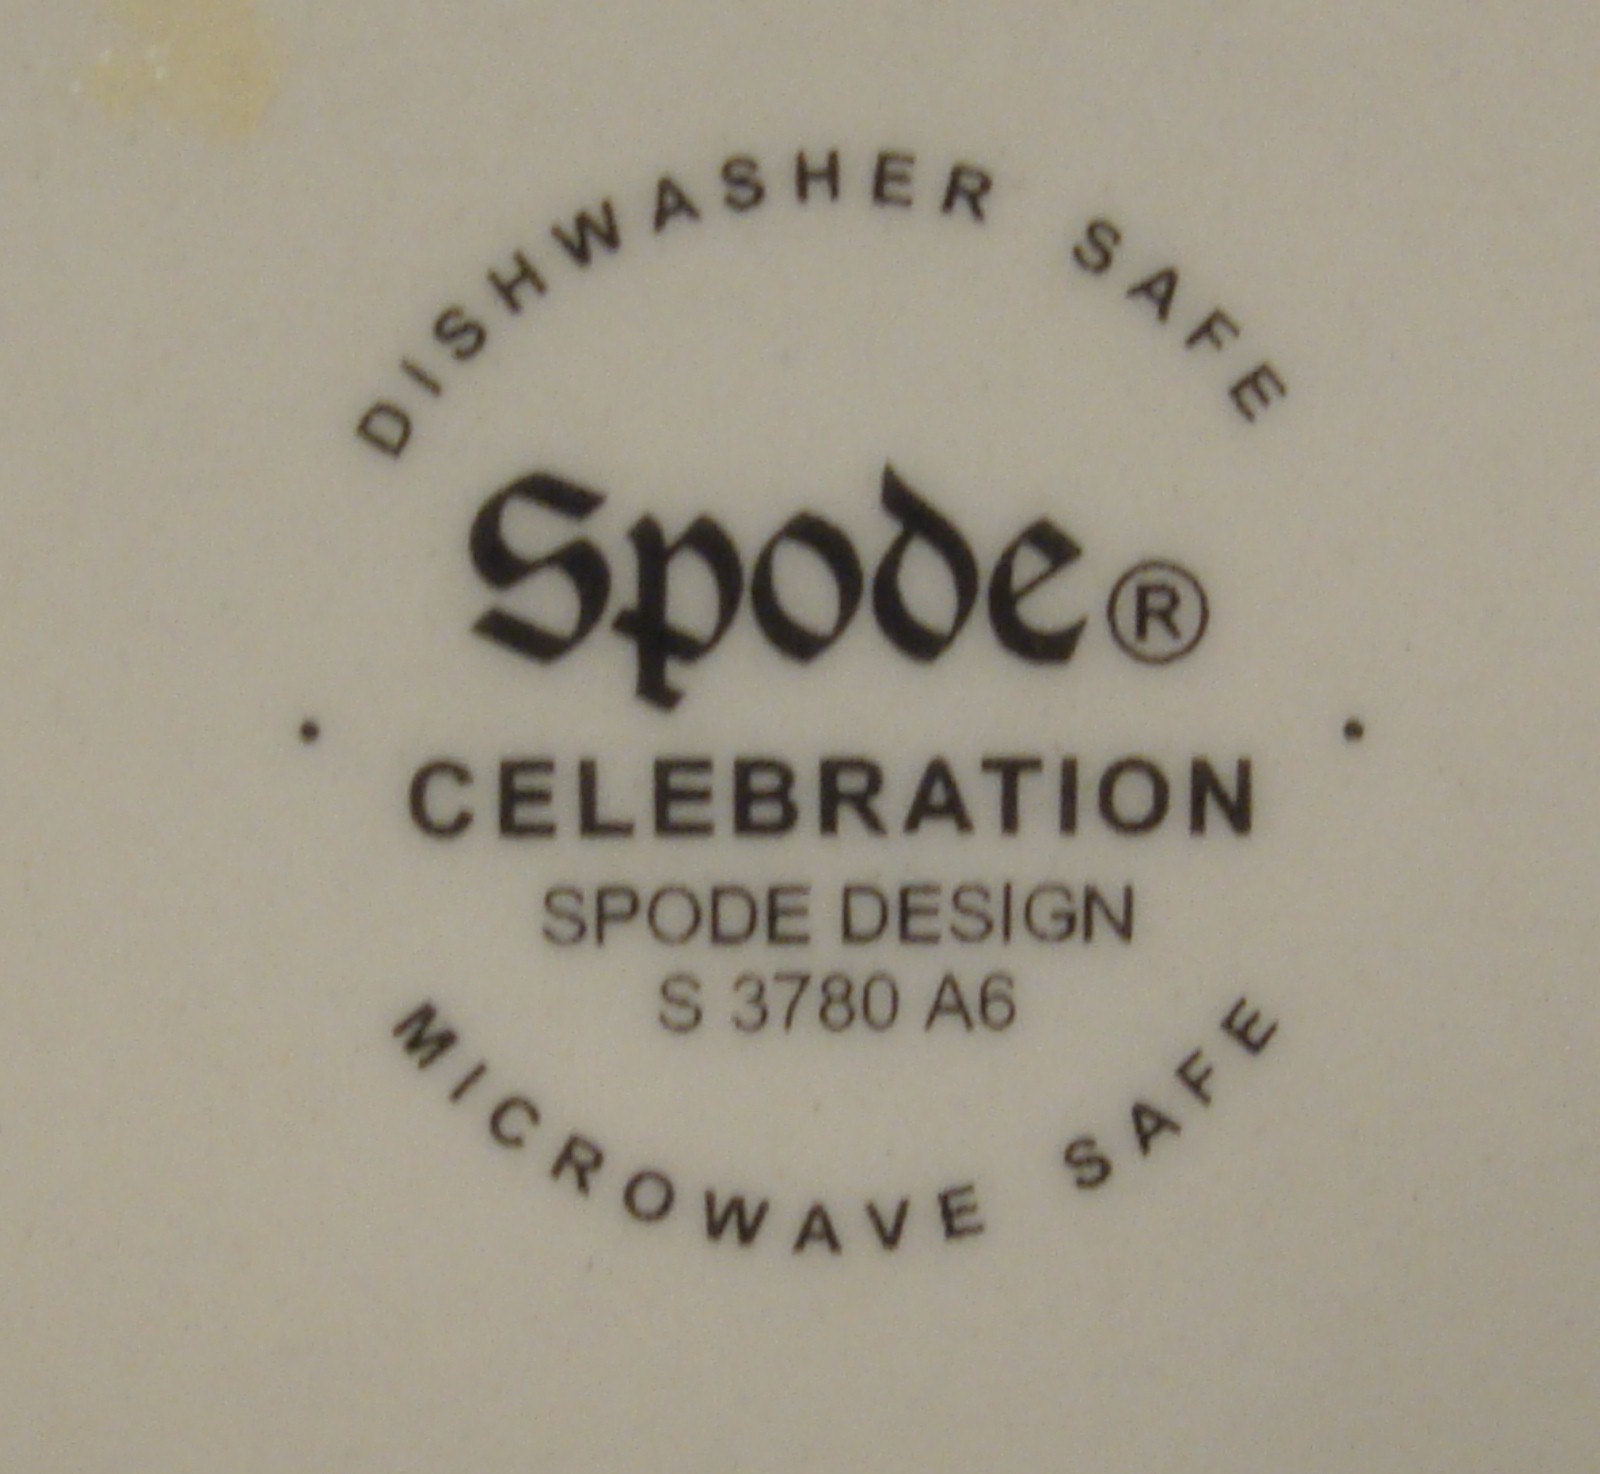 DISHWASHER SAFE
Spode®
CELEBRATION
SPODE DESIGN
S 3780 A6
MICROWAVE SAFE